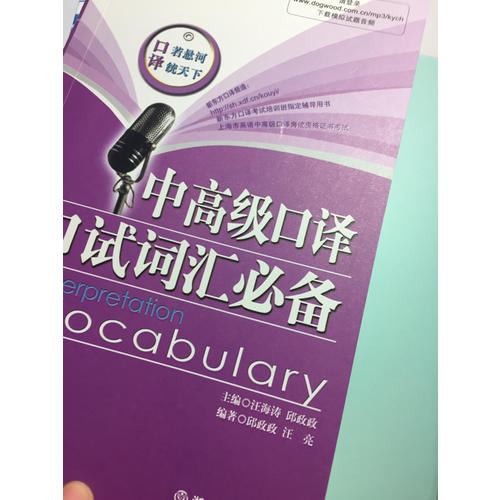 请登录
www.dogwood.com.cn/mp3/kych
下载模拟试题音频
口译
若悬河
统天下
新东方口译频道：
http://sh.xdf.cn/kouyi/
新东方口译考试培训班指定辅导用书
上海市英语中高级口译岗位资格证书考试
中高级口译
口试词汇必备
erpretation
ocabulary
主编 汪海涛 邱政政
编著 邱政政 汪 亮